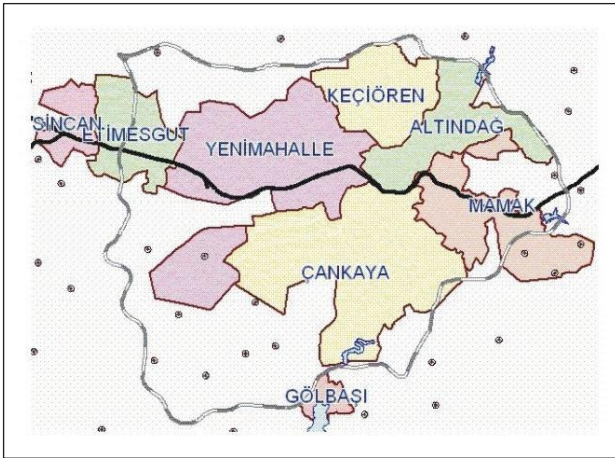 KEÇİÖREN
SİNCAN
ETİMESGUT
ALTINDAĞ
YENİMAHALLE
MAMAK
ÇANKAYA
GÖLBAŞI